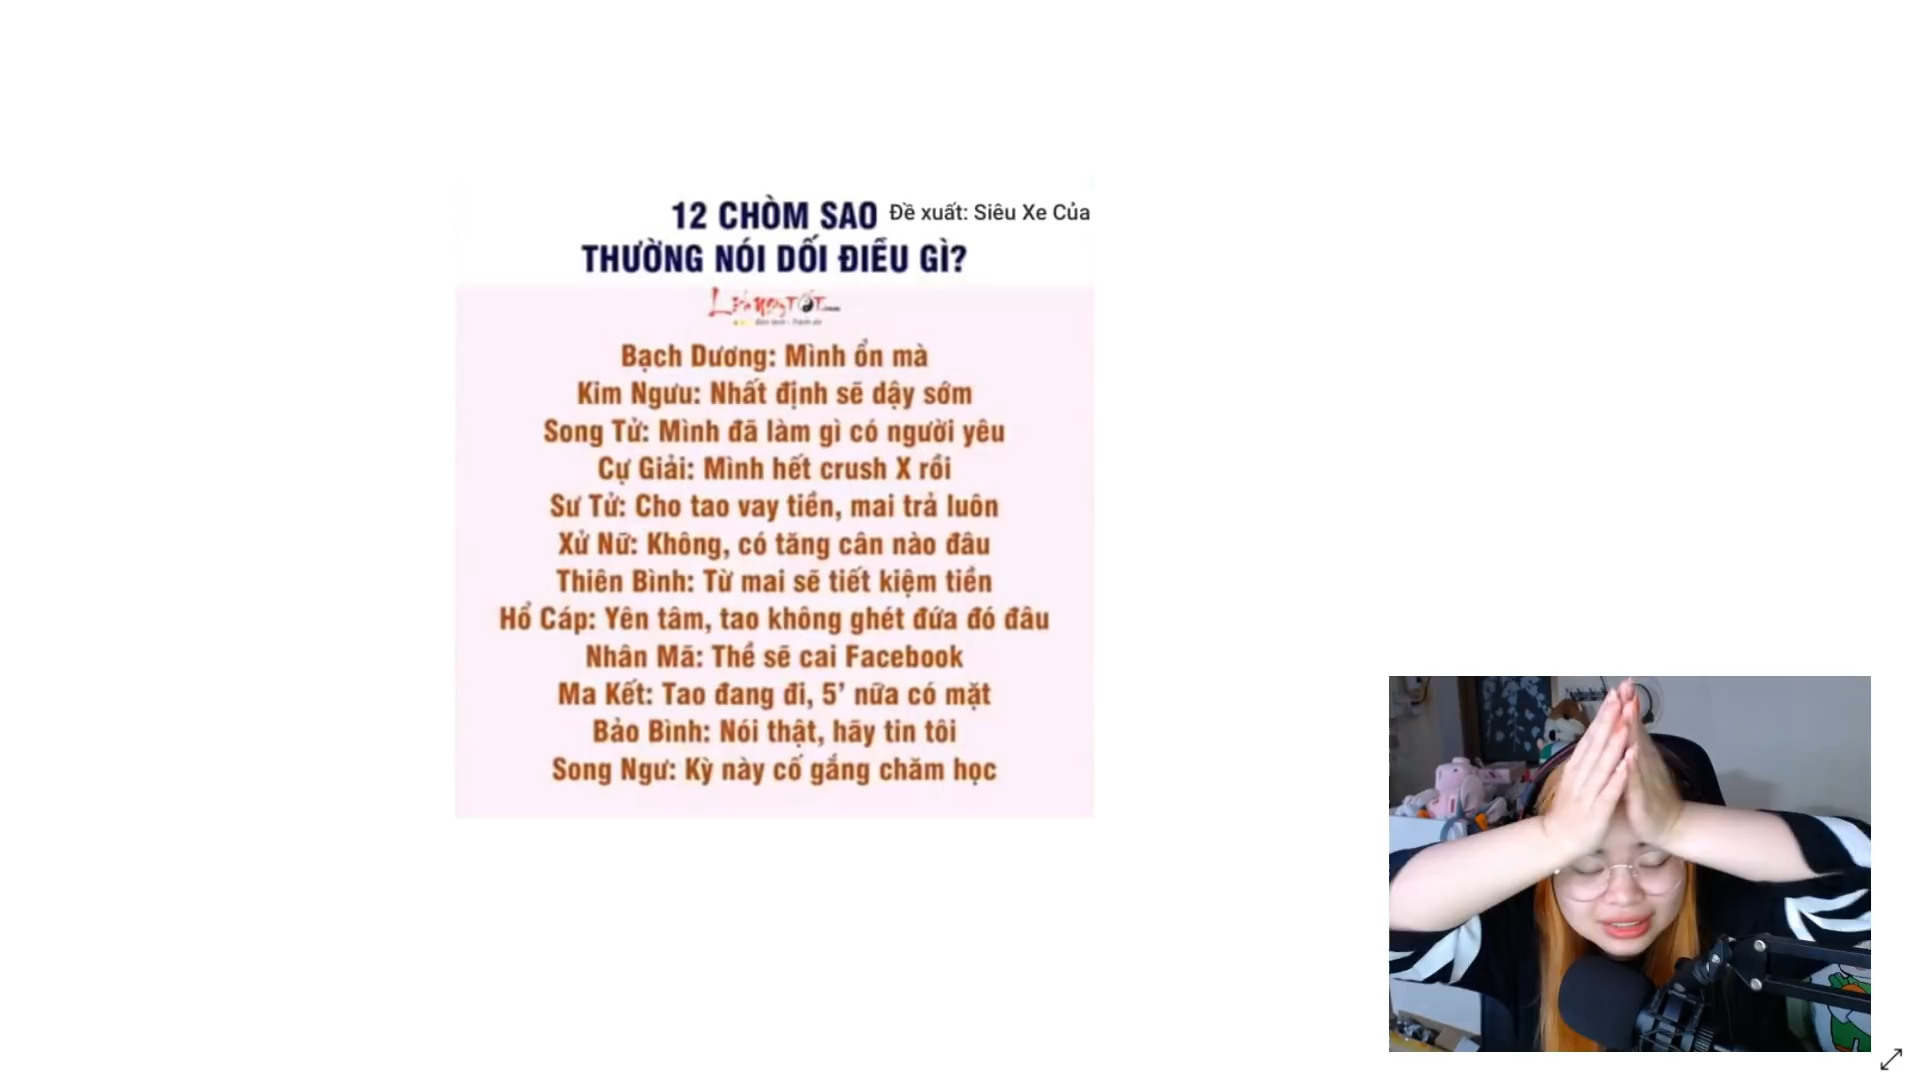 12 CHÒM SAO Đề xuất: Siêu Xe Của
THƯỜNG NÓI DỐI ĐIỀU GÌ?
LịchNgàyTỐT.com
Bạch Dương: Mình ổn mà
Kim Ngưu: Nhất định sẽ dậy sớm
Song Tử: Mình đã làm gì có người yêu
Cự Giải: Mình hết crush X rồi
Sư Tử: Cho tao vay tiền, mai trả luôn
Xử Nữ: Không, có tăng cân nào đâu
Thiên Bình: Từ mai sẽ tiết kiệm tiền
Hổ Cáp: Yên tâm, tao không ghét đứa đó đâu
Nhân Mã: Thề sẽ cai Facebook
Ma Kết: Tao đang đi, 5’ nữa có mặt
Bảo Bình: Nói thật, hãy tin tôi
Song Ngư: Kỳ này cố gắng chăm học